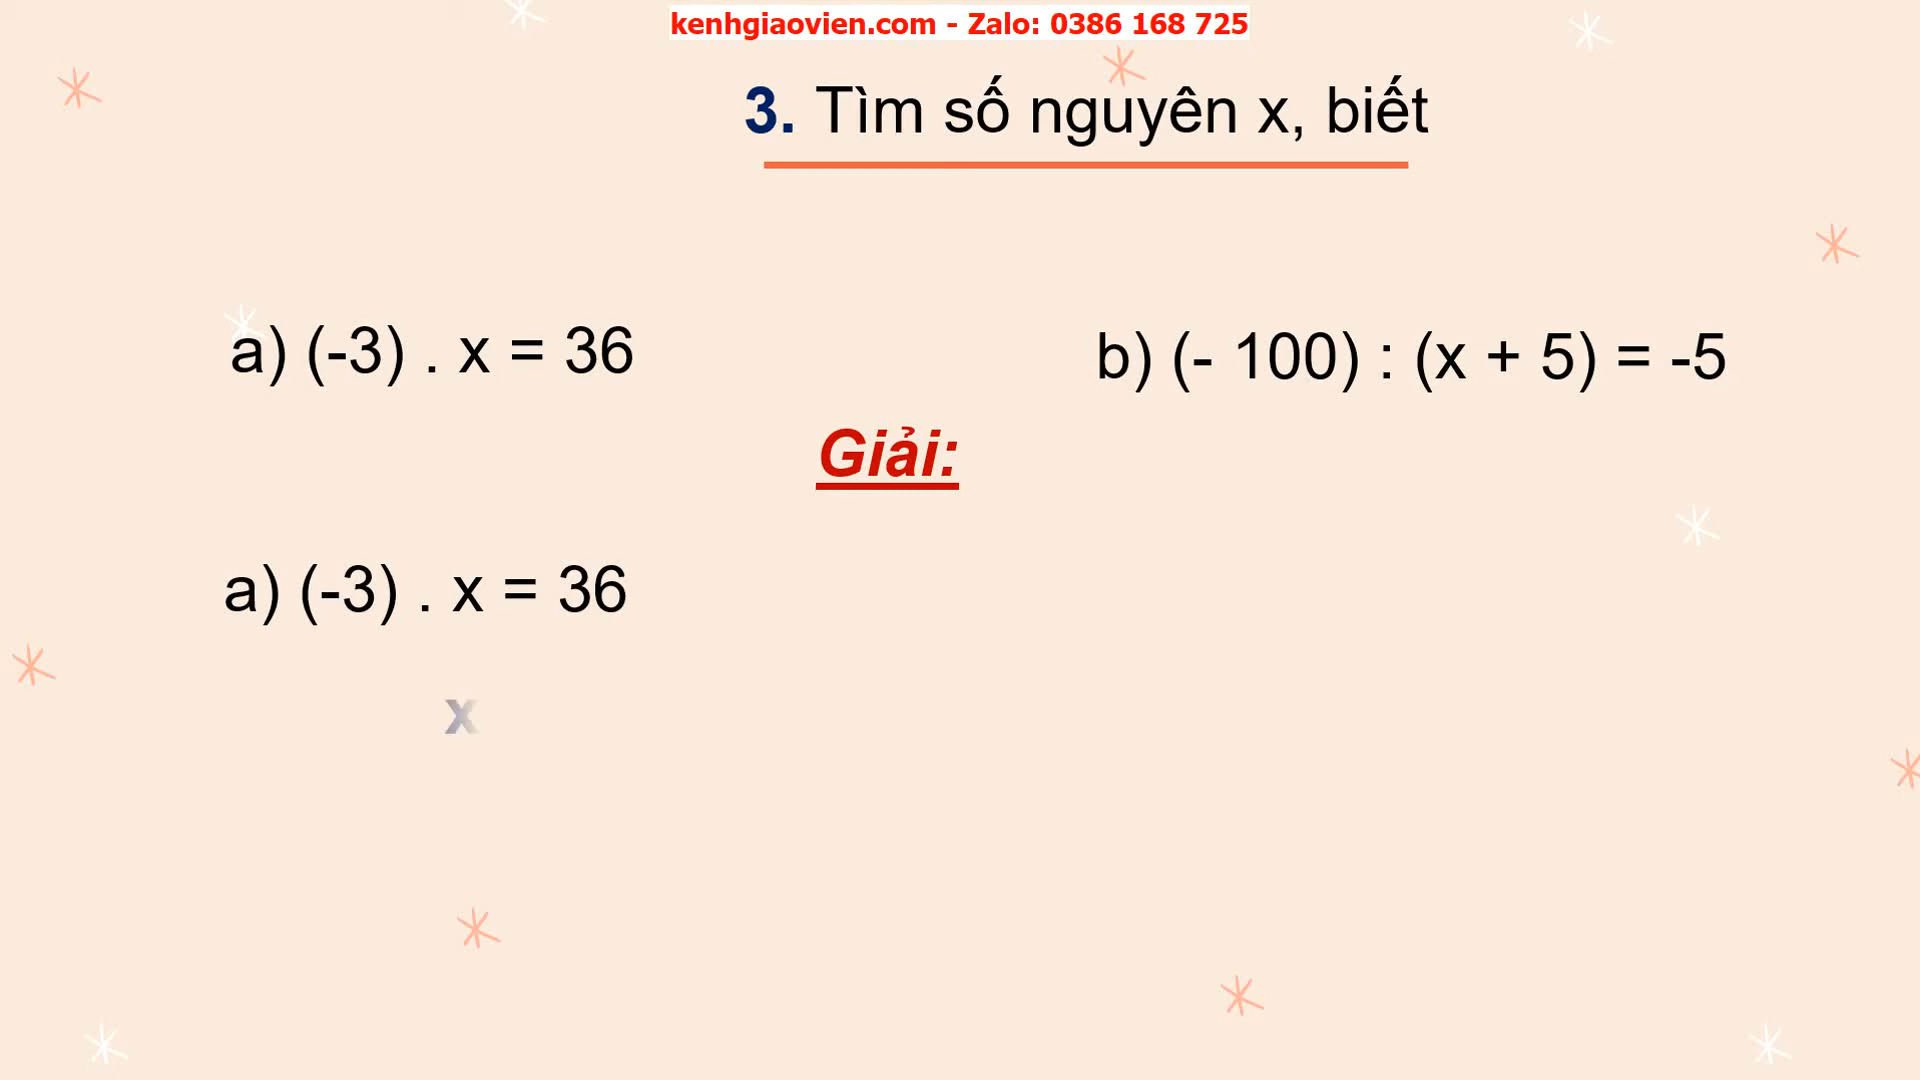 kenhgiaovien.com - Zalo: 0386 168 725
3. Tìm số nguyên x, biết
a) (-3) . x = 36
b) (- 100) : (x + 5) = -5
Giải:
a) (-3) . x = 36
x